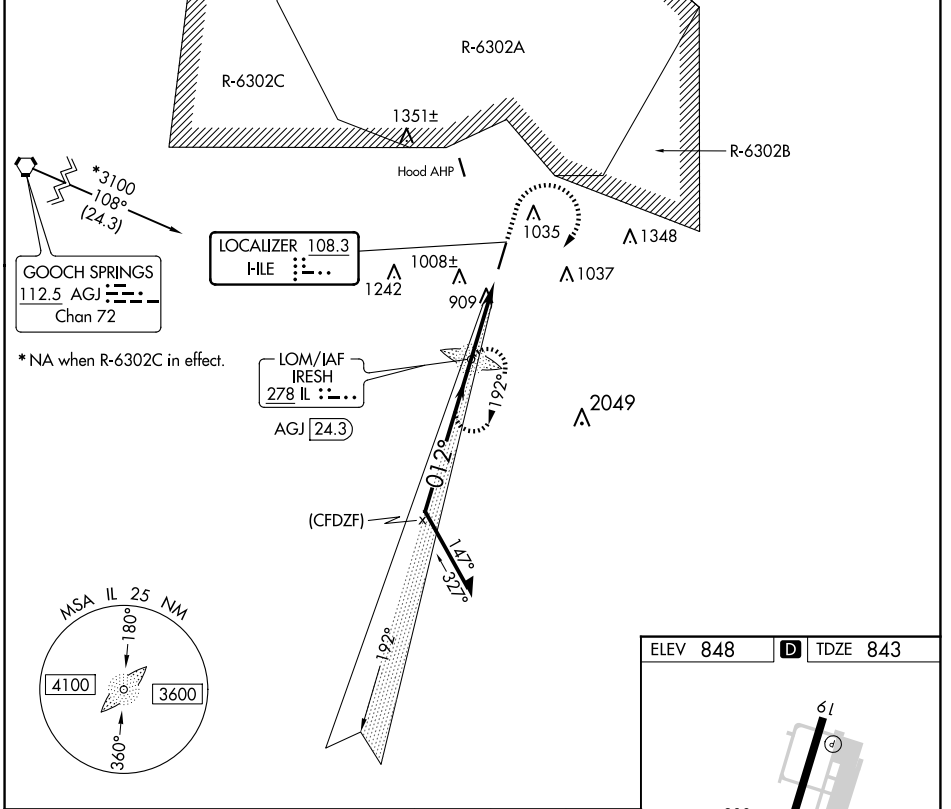 R-6302A
R-6302C
1351±
R-6302B
Hood AHP
*3100
108°
(24.3)
1035
1348
LOCALIZER 108.3
I-ILE
1008±
1242
1037
909
GOOCH SPRINGS
112.5 AGJ
Chan 72
* NA when R-6302C in effect.
LOM/IAF
IRESH
278 IL
192°
AGJ 24.3
2049
012°
(CFDZF)
147°
327°
192°
MSA IL 25 NM
180°
4100
3600
360°
ELEV 848 D TDZE 843
19
P